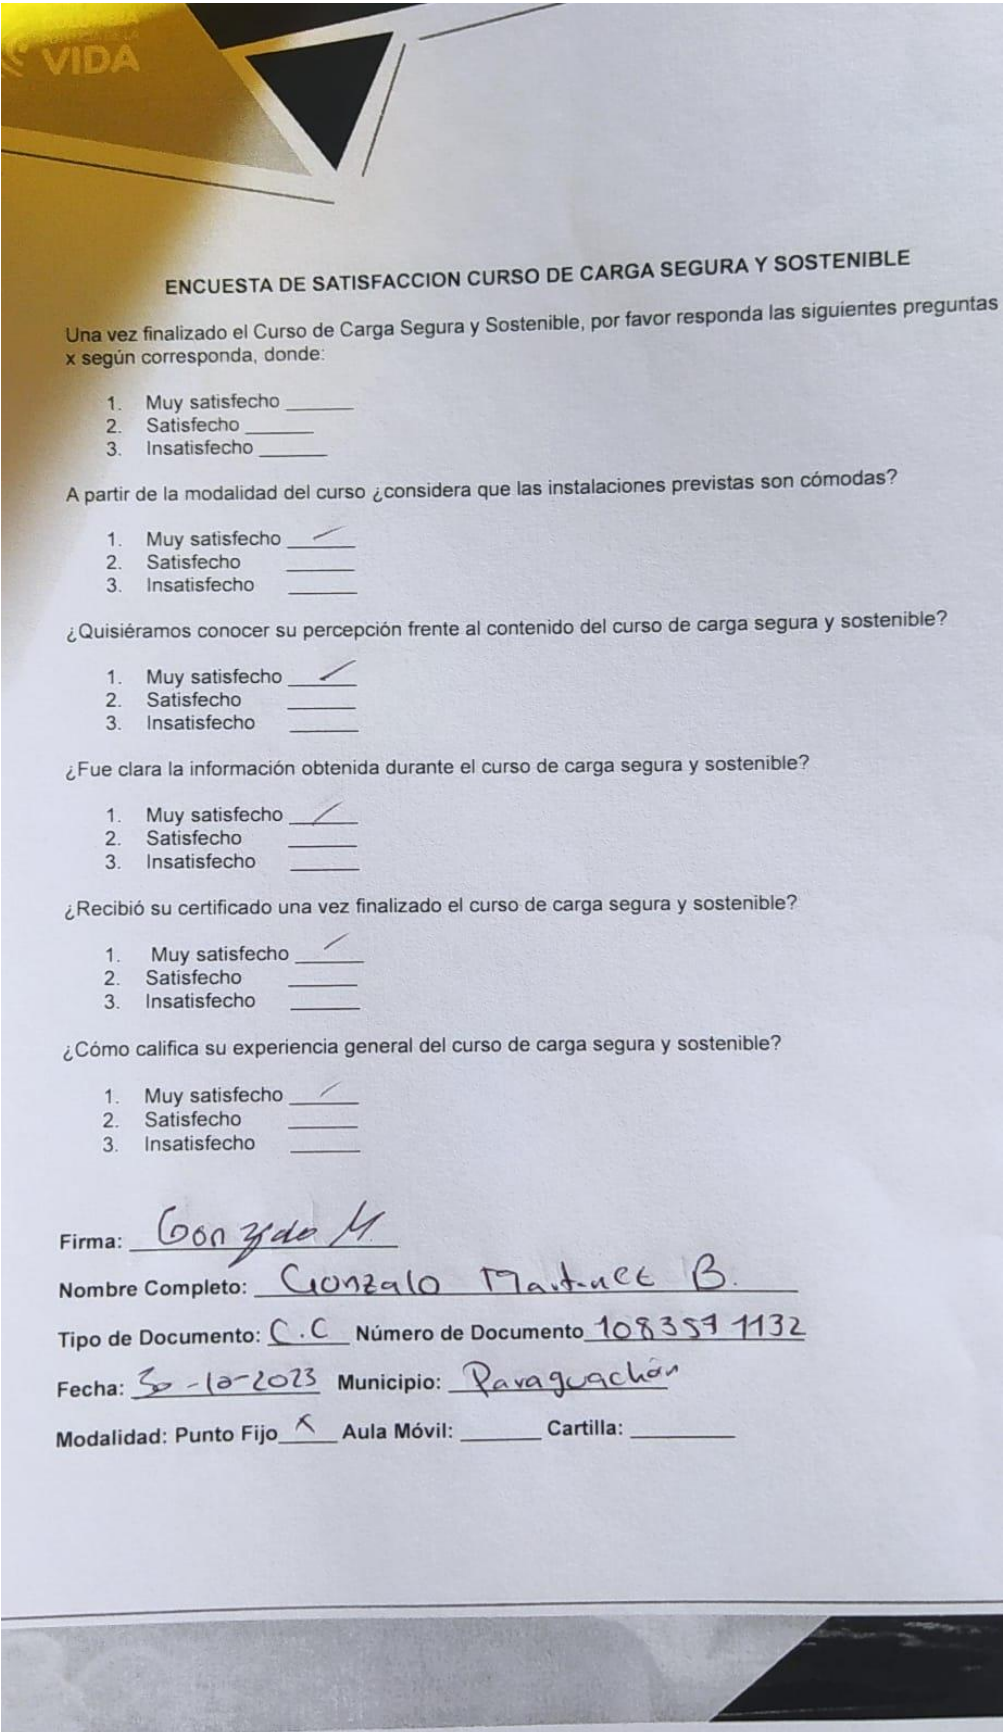 VIDA
ENCUESTA DE SATISFACCION CURSO DE CARGA SEGURA Y SOSTENIBLE
Una vez finalizado el Curso de Carga Segura y Sostenible, por favor responda las siguientes preguntas
x según corresponda, donde:
1. Muy satisfecho
2. Satisfecho
3. Insatisfecho
A partir de la modalidad del curso ¿considera que las instalaciones previstas son cómodas?
1. Muy satisfecho /
2. Satisfecho
3. Insatisfecho
¿Quisiéramos conocer su percepción frente al contenido del curso de carga segura y sostenible?
1. Muy satisfecho /
2. Satisfecho
3. Insatisfecho
¿Fue clara la información obtenida durante el curso de carga segura y sostenible?
1. Muy satisfecho /
2. Satisfecho
3. Insatisfecho
¿Recibió su certificado una vez finalizado el curso de carga segura y sostenible?
1. Muy satisfecho /
2. Satisfecho
3. Insatisfecho
¿Cómo califica su experiencia general del curso de carga segura y sostenible?
1. Muy satisfecho /
2. Satisfecho
3. Insatisfecho
Firma: Gonzalo M.
Nombre Completo: Gonzalo Martinez B.
Tipo de Documento: C.C Número de Documento
Fecha: 30-10-2023 Municipio: Paraguachón
Modalidad: Punto Fijo X Aula Móvil: Cartilla: